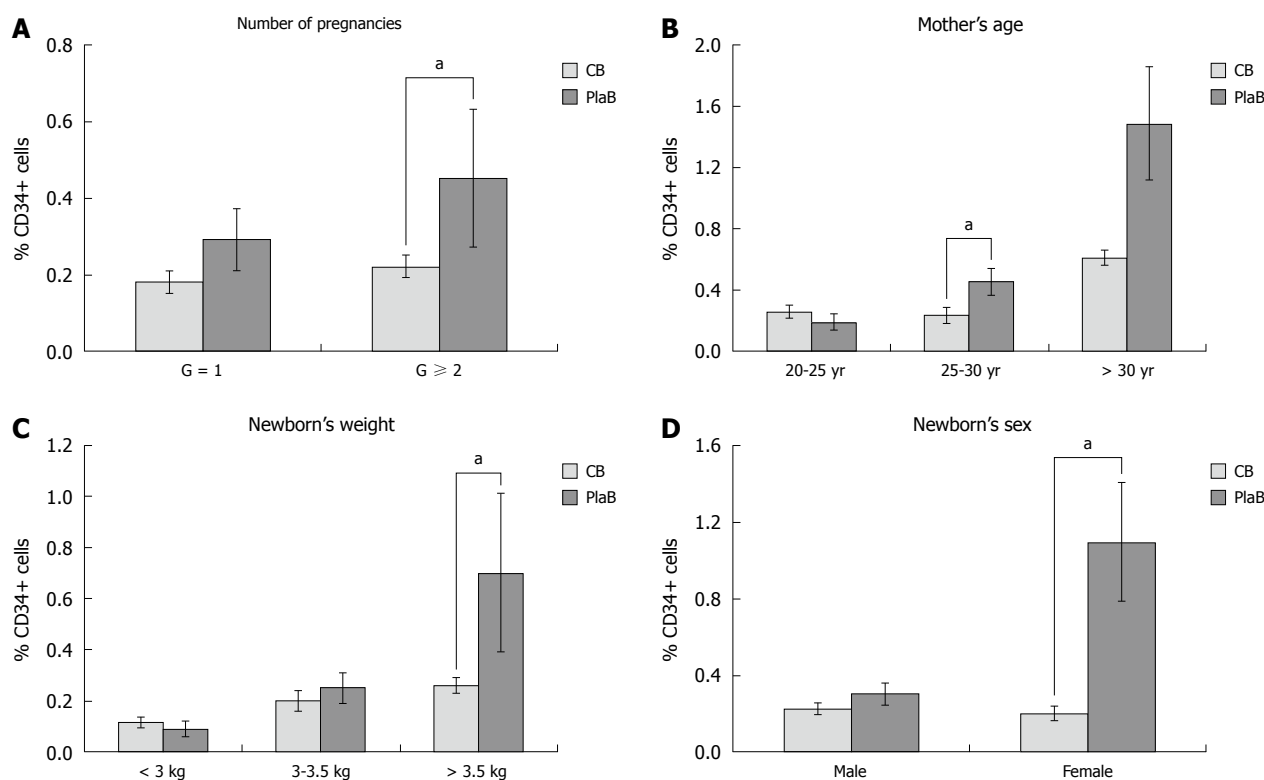 A
Number of pregnancies
0.8
0.6
0.4
0.2
0.0
% CD34+ cells
a
CB
PlaB
G = 1
G ⩾ 2
B
Mother’s age
2.0
1.6
1.2
0.8
0.4
0.0
% CD34+ cells
a
CB
PlaB
20-25 yr
25-30 yr
> 30 yr
C
Newborn’s weight
1.2
1.0
0.8
0.6
0.4
0.2
0.0
% CD34+ cells
a
CB
PlaB
< 3 kg
3-3.5 kg
> 3.5 kg
D
Newborn’s sex
1.6
1.2
0.8
0.4
0.0
% CD34+ cells
a
CB
PlaB
Male
Female